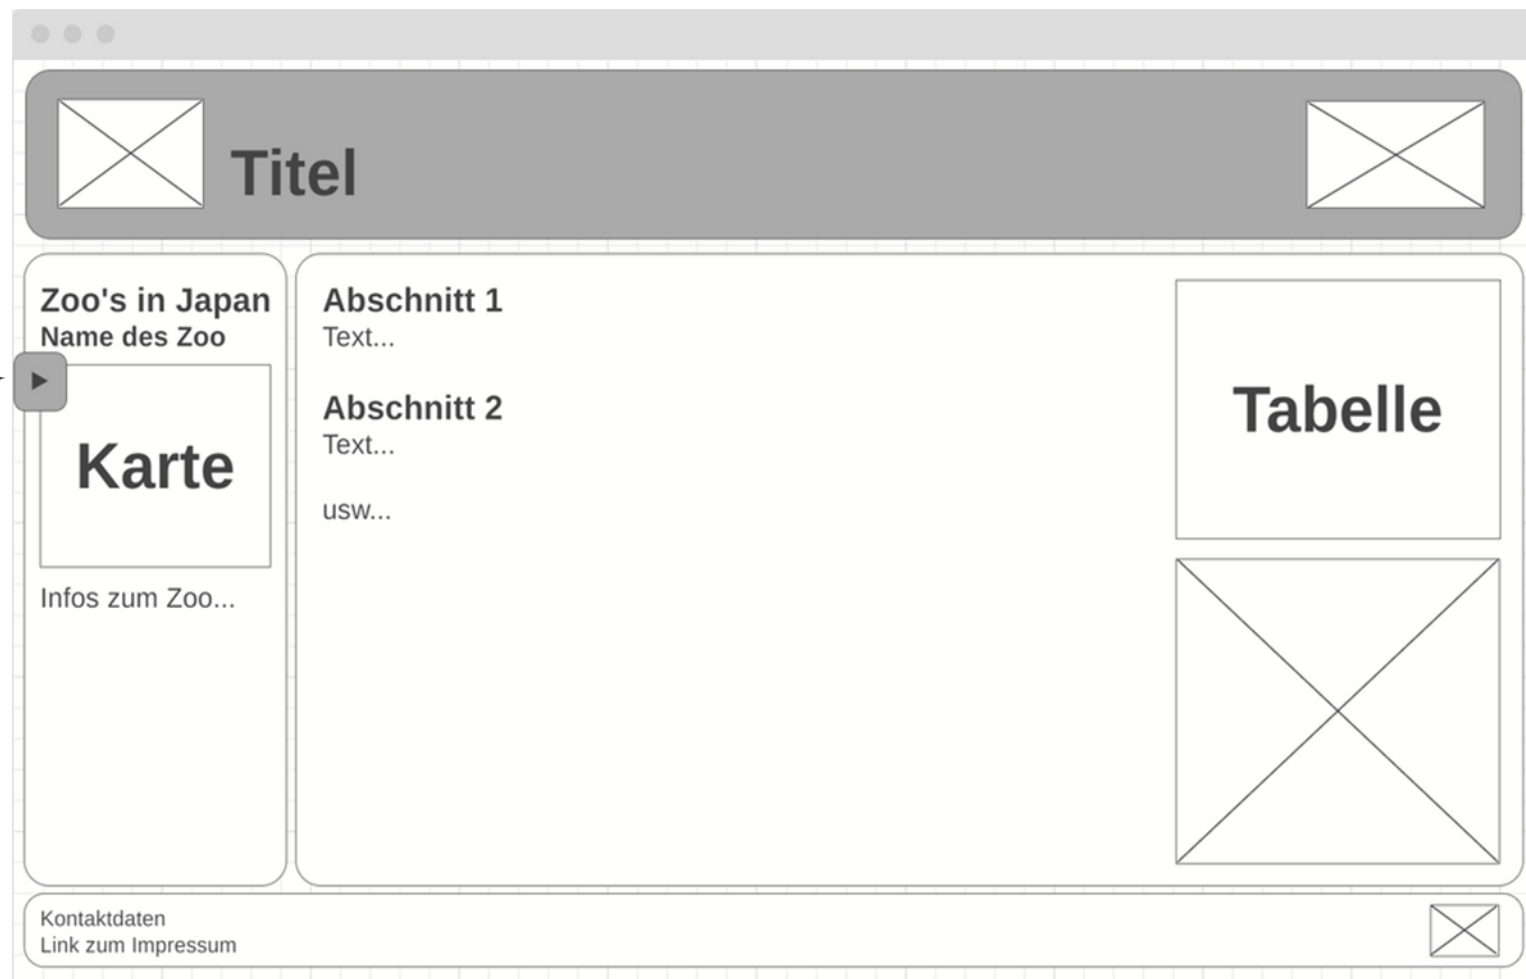 Titel
Zoo's in Japan
Name des Zoo
Karte
Infos zum Zoo...
Abschnitt 1
Text...
Abschnitt 2
Text...
usw...
Tabelle
Kontaktdaten
Link zum Impressum